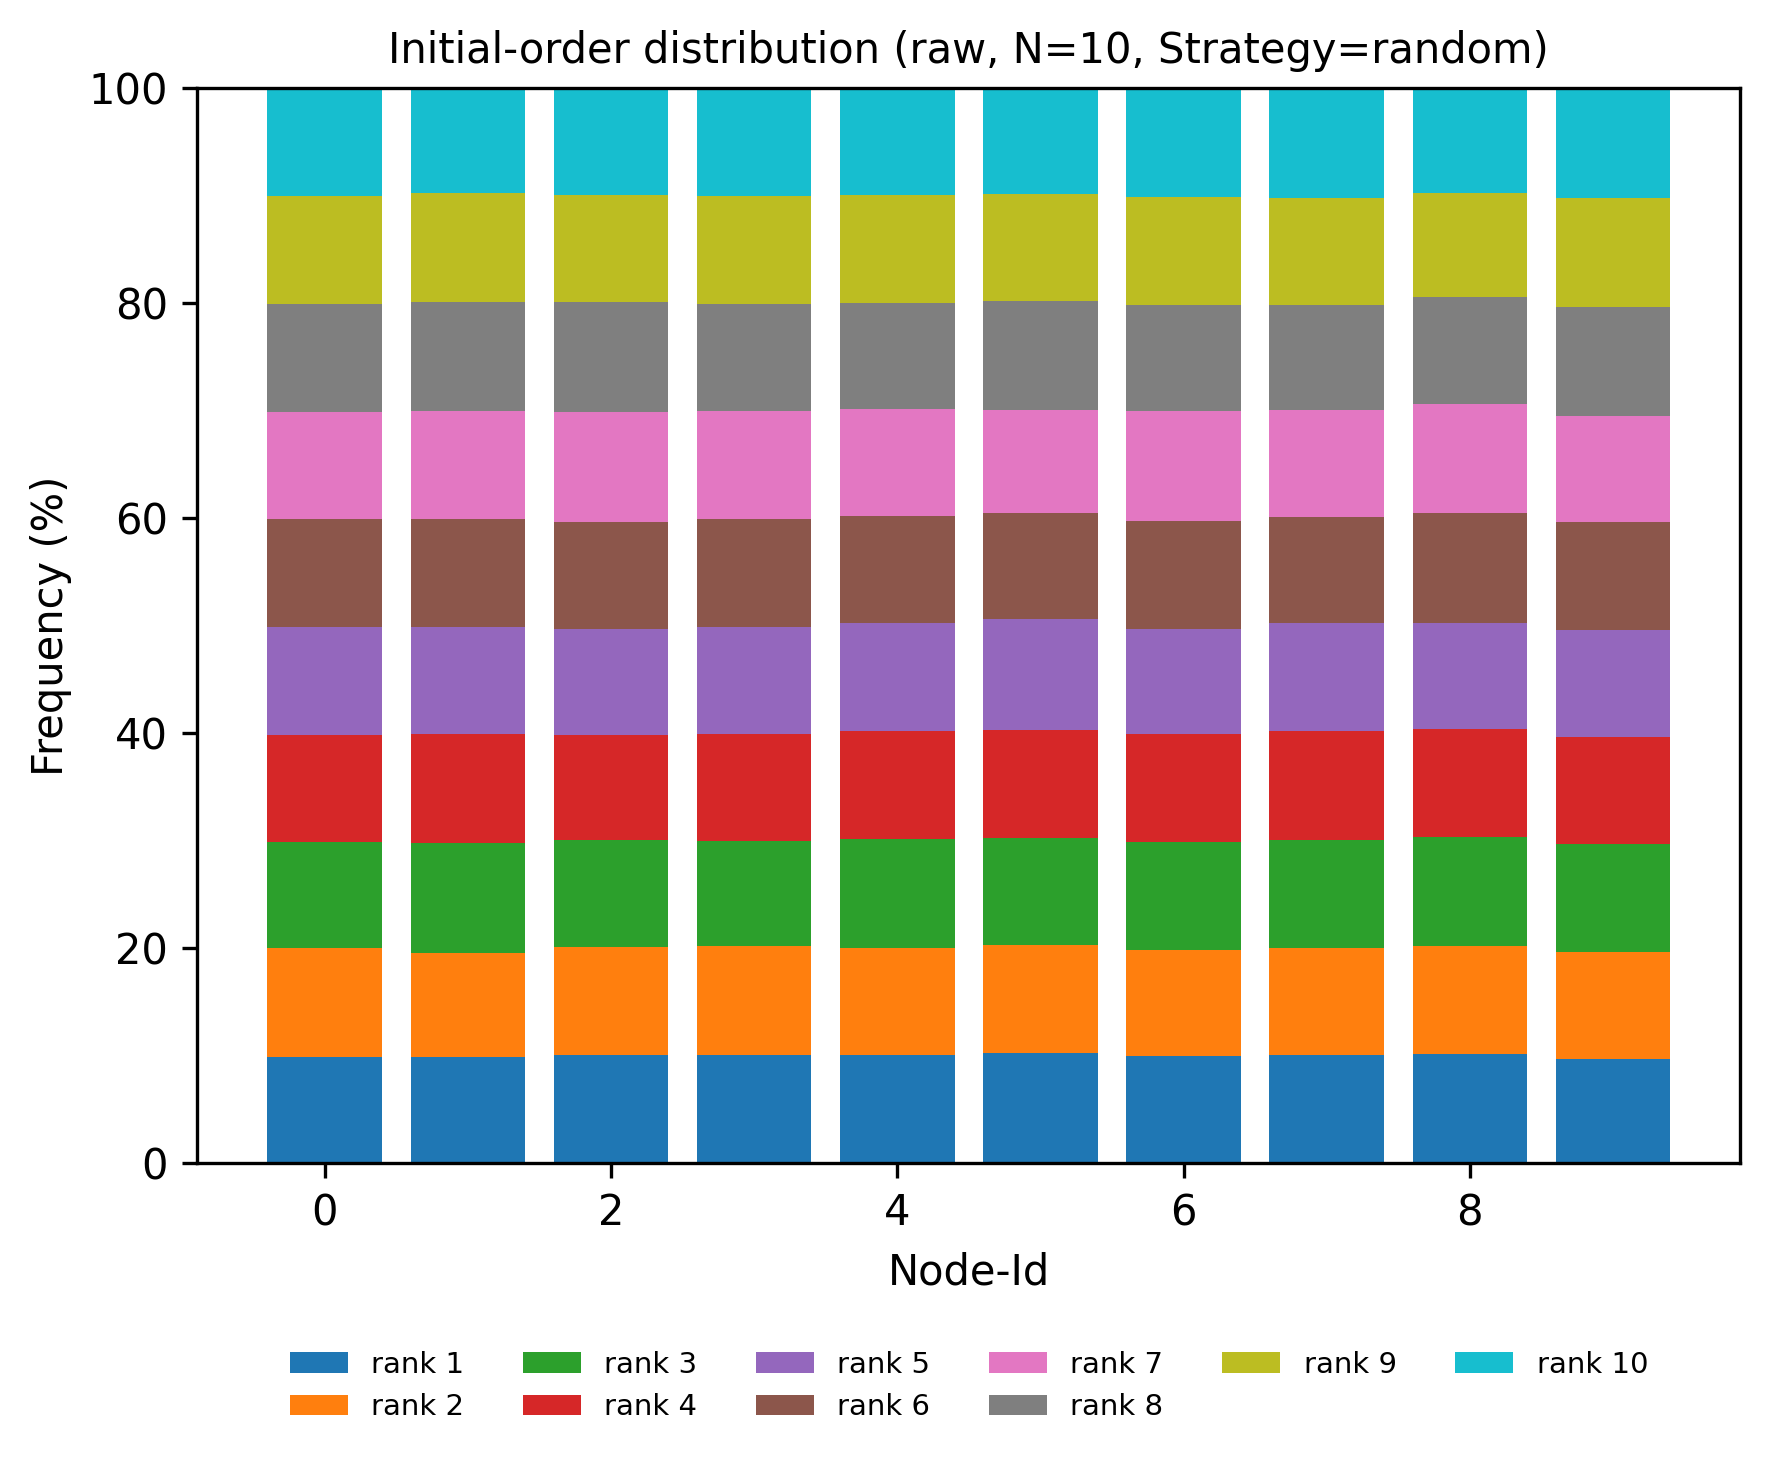 Initial-order distribution (raw, N=10, Strategy=random)
100
80
60
40
20
0
Frequency (%)
0 2 4 6 8
Node-Id
rank 1 rank 3 rank 5 rank 7 rank 9 rank 10
rank 2 rank 4 rank 6 rank 8